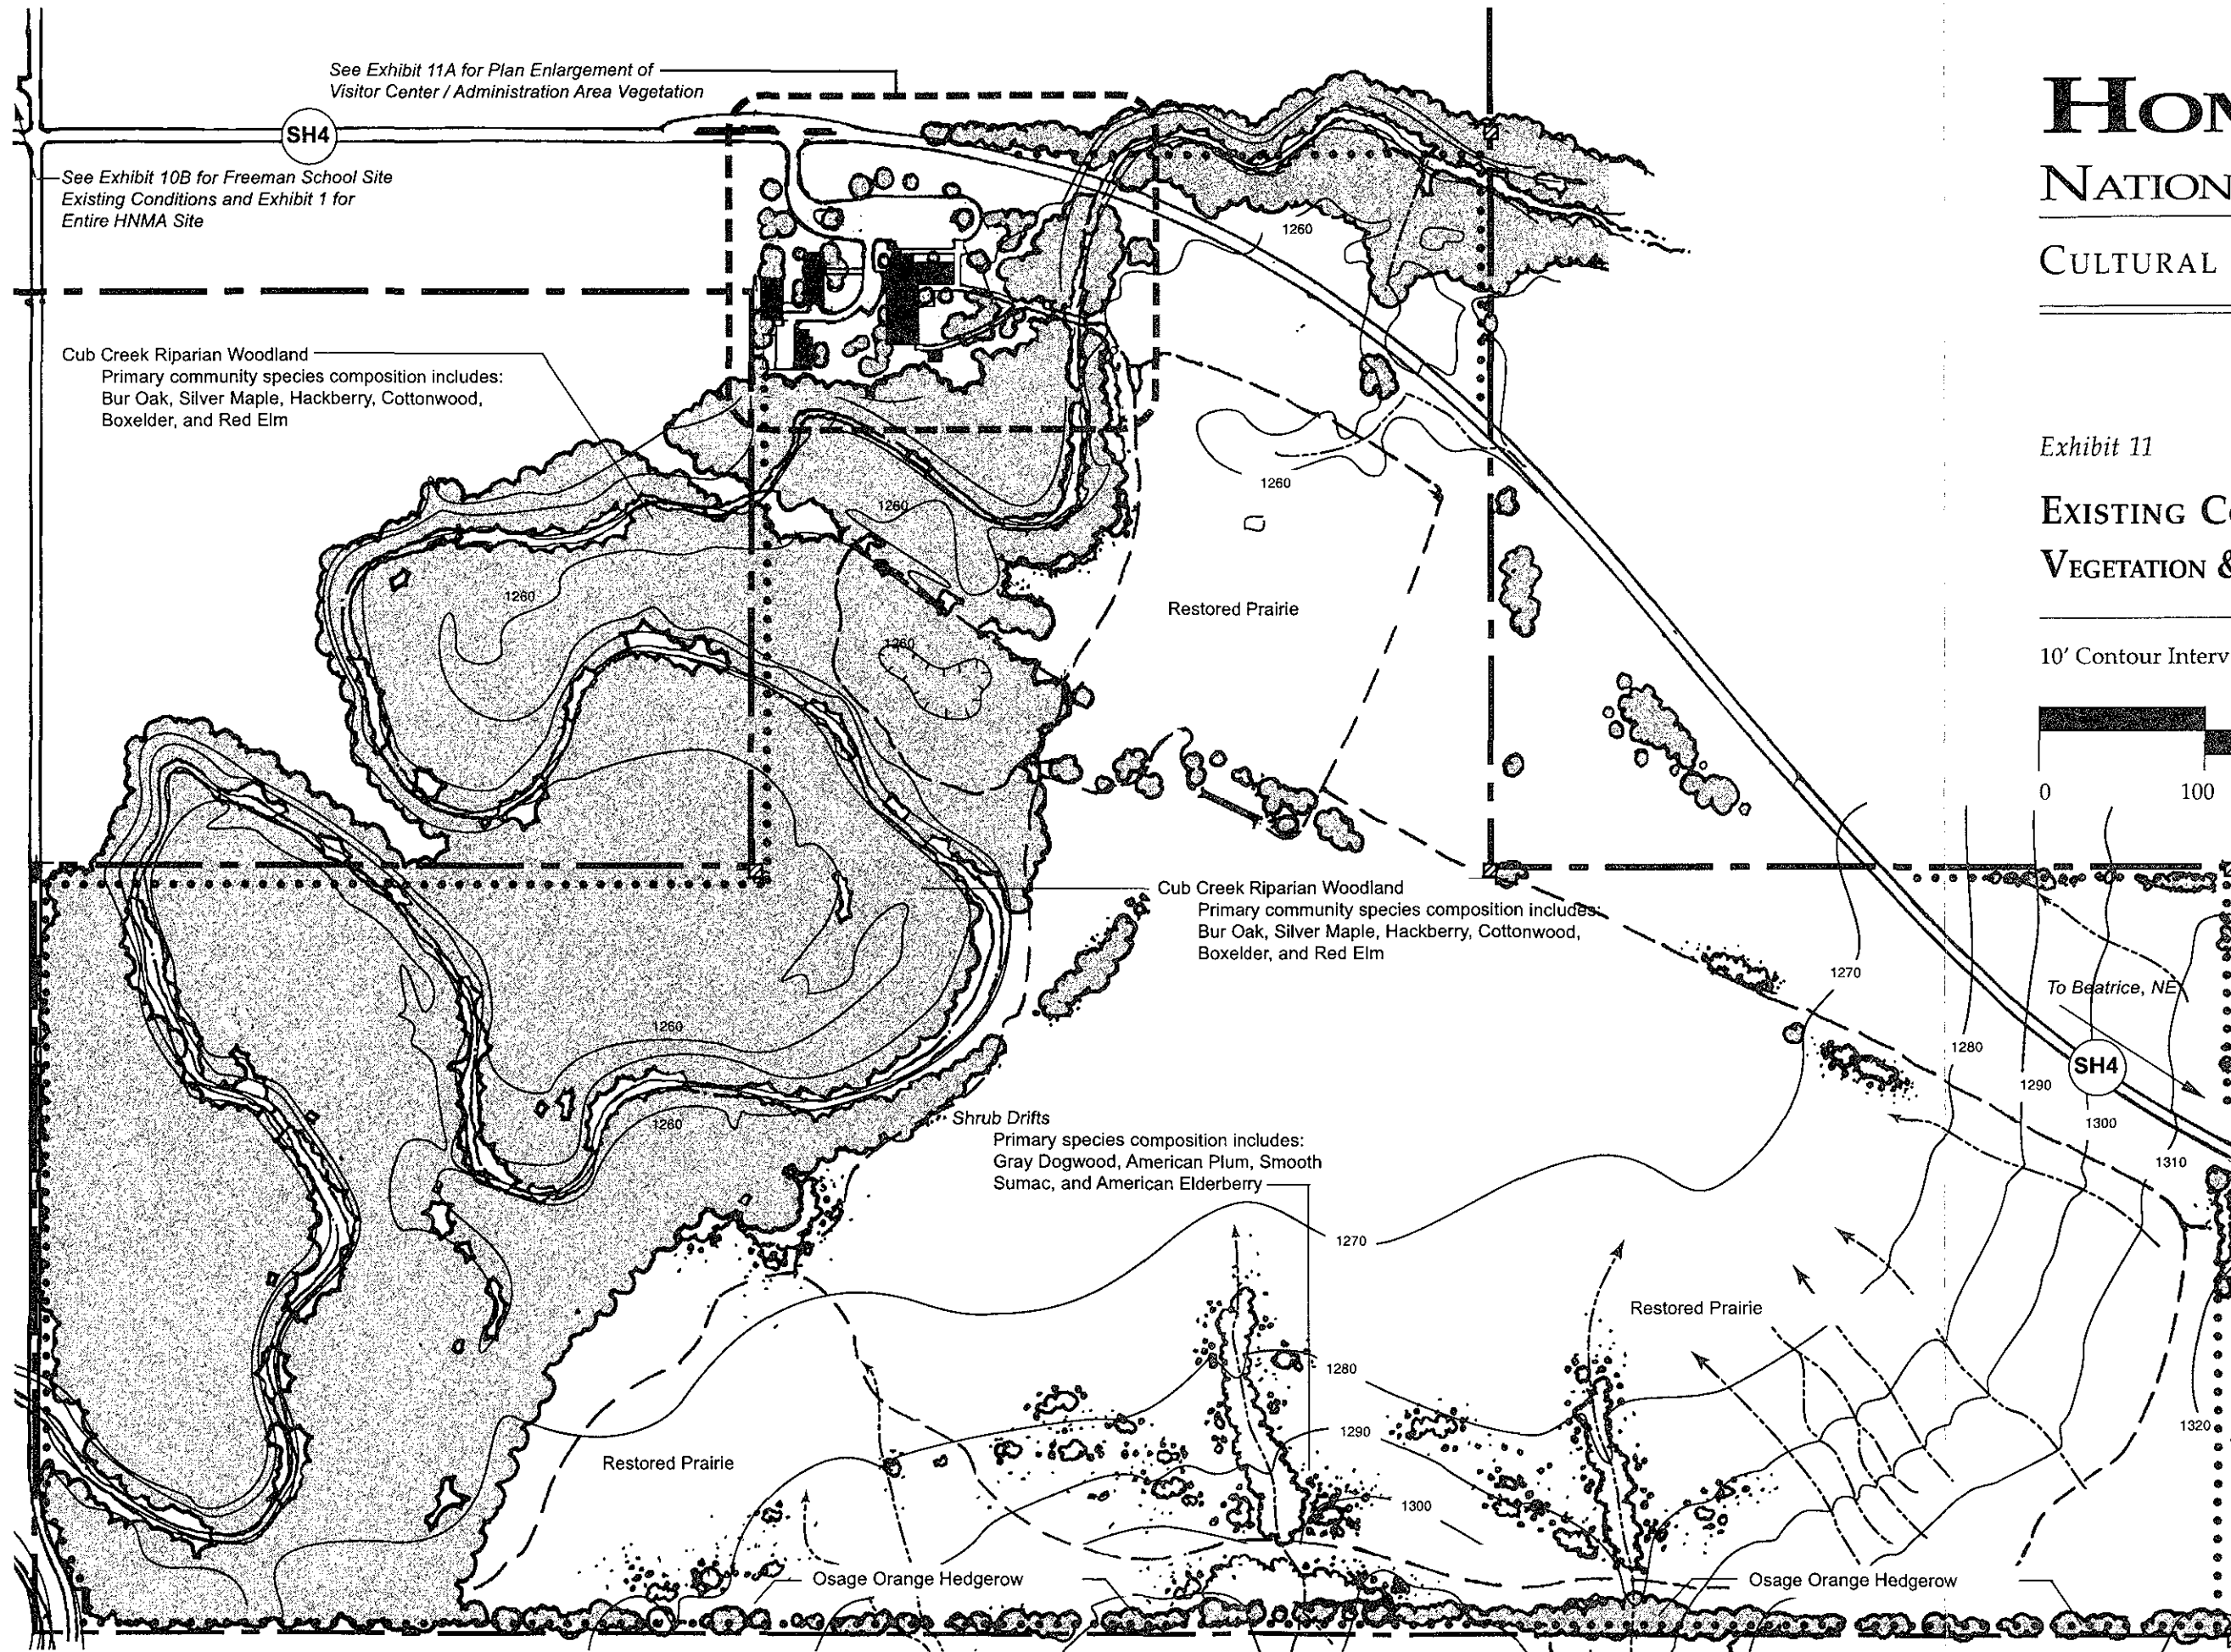 See Exhibit 11A for Plan Enlargement of
Visitor Center / Administration Area Vegetation
SH4
See Exhibit 10B for Freeman School Site
Existing Conditions and Exhibit 1 for
Entire HNMA Site
Cub Creek Riparian Woodland
Primary community species composition includes:
Bur Oak, Silver Maple, Hackberry, Cottonwood,
Boxelder, and Red Elm
1260
1260
1260
1260
1260
Restored Prairie
Cub Creek Riparian Woodland
Primary community species composition includes:
Bur Oak, Silver Maple, Hackberry, Cottonwood,
Boxelder, and Red Elm
1260
1260
Shrub Drifts
Primary species composition includes:
Gray Dogwood, American Plum, Smooth
Sumac, and American Elderberry
1270
To Beatrice, NE
SH4
1280
1290
1300
1310
1270
Restored Prairie
1280
1290
1300
1320
Restored Prairie
Osage Orange Hedgerow
Osage Orange Hedgerow
HOM
NATION
CULTURAL
Exhibit 11
EXISTING CO
VEGETATION &
10' Contour Interv
0 100